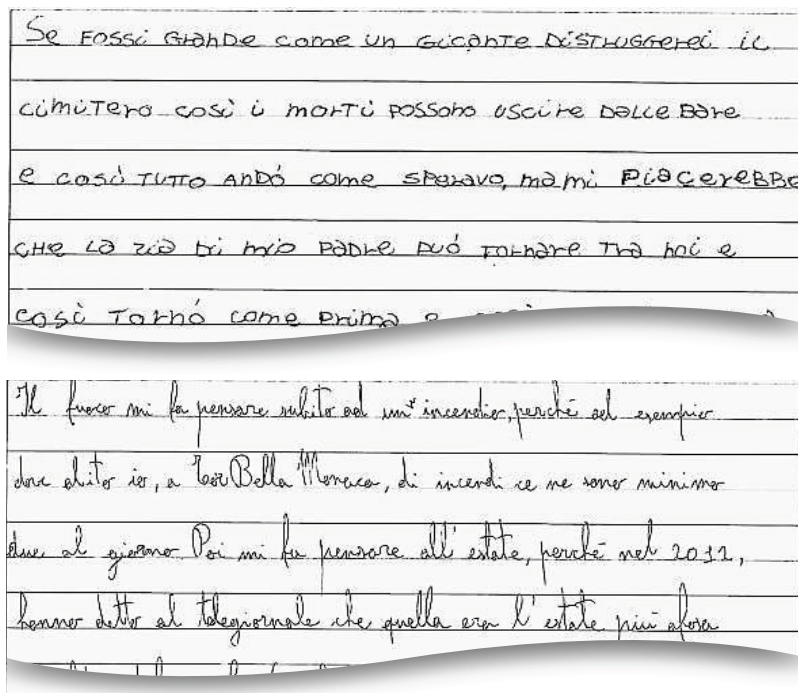 Se FOSSi GRANDE come un GiGANTE DiSTRUGGerei iL
cimiTero così i morTi POSSono uscire DALLE BAre
e così TUTTO ANDÓ come SPeravo, ma mi PiacereBBe
CHe LA zia Di mio PADre PUÓ TOrnare Tra noi e
così Tornó come Prima e
Il fuoco mi fa pensare subito ad un' incendio, perché ad esempio
dove abito io, a Tor Bella Monaca, di incendi ce ne sono minimo
due al giorno. Poi mi fa pensare all' estate, perché nel 2012,
hanno detto al telegiornale che quella era l' estate più afosa